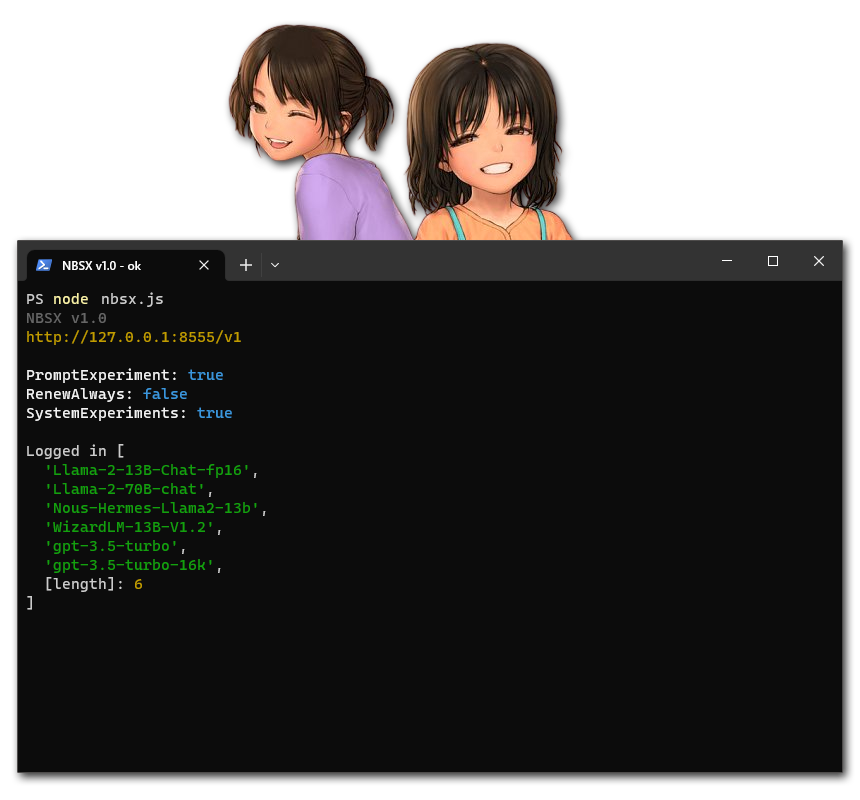 NBSX v1.0 - ok
PS node nbsx.js
NBSX v1.0
http://127.0.0.1:8555/v1
PromptExperiment: true
RenewAlways: false
SystemExperiments: true
Logged in [
'Llama-2-13B-Chat-fp16',
'Llama-2-70B-chat',
'Nous-Hermes-Llama2-13b',
'WizardLM-13B-V1.2',
'gpt-3.5-turbo',
'gpt-3.5-turbo-16k',
[length]: 6
]